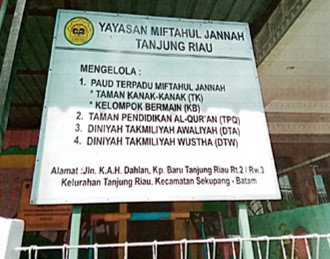 YAYASAN MIFTAHUL JANNAH
TANJUNG RIAU
MENGELOLA :
1. PAUD TERPADU MIFTAHUL JANNAH
* TAMAN KANAK-KANAK (TK)
* KELOMPOK BERMAIN (KB)
2. TAMAN PENDIDIKAN AL-QUR'AN (TPQ)
3. DINIYAH TAKMILIYAH AWALIYAH (DTA)
4. DINIYAH TAKMILIYAH WUSTHA (DTW)
Alamat :Jln. K.A.H. Dahlan, Kp. Baru Tanjung Riau Rt.2 / Rw.3
Kelurahan Tanjung Riau, Kecamatan Sekupang - Batam